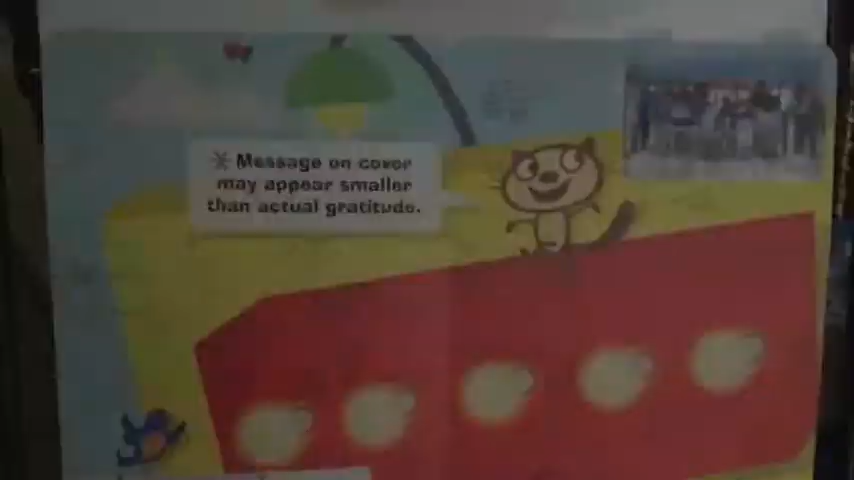 ※ Message on cover
may appear smaller
than actual gratitude.